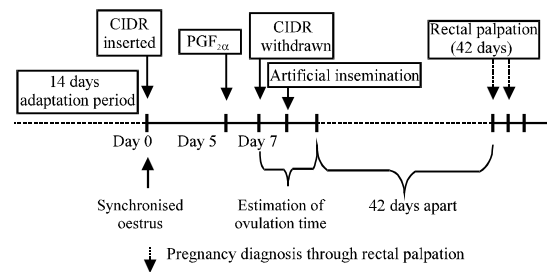 CIDR
inserted
PGF2α
CIDR
withdrawn
Rectal palpation
(42 days)
14 days
adaptation period
Artificial insemination
Day 0
Day 5
Day 7
Synchronised
oestrus
Estimation of
ovulation time
42 days apart
Pregnancy diagnosis through rectal palpation